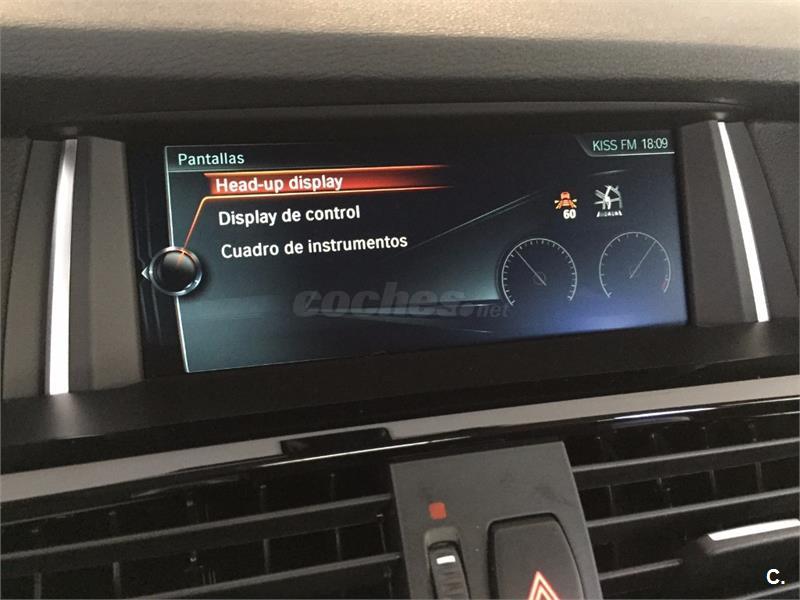 Pantallas
KISS FM 18:09
Head-up display
Display de control
60
Cuadro de instrumentos
coches.net
C.